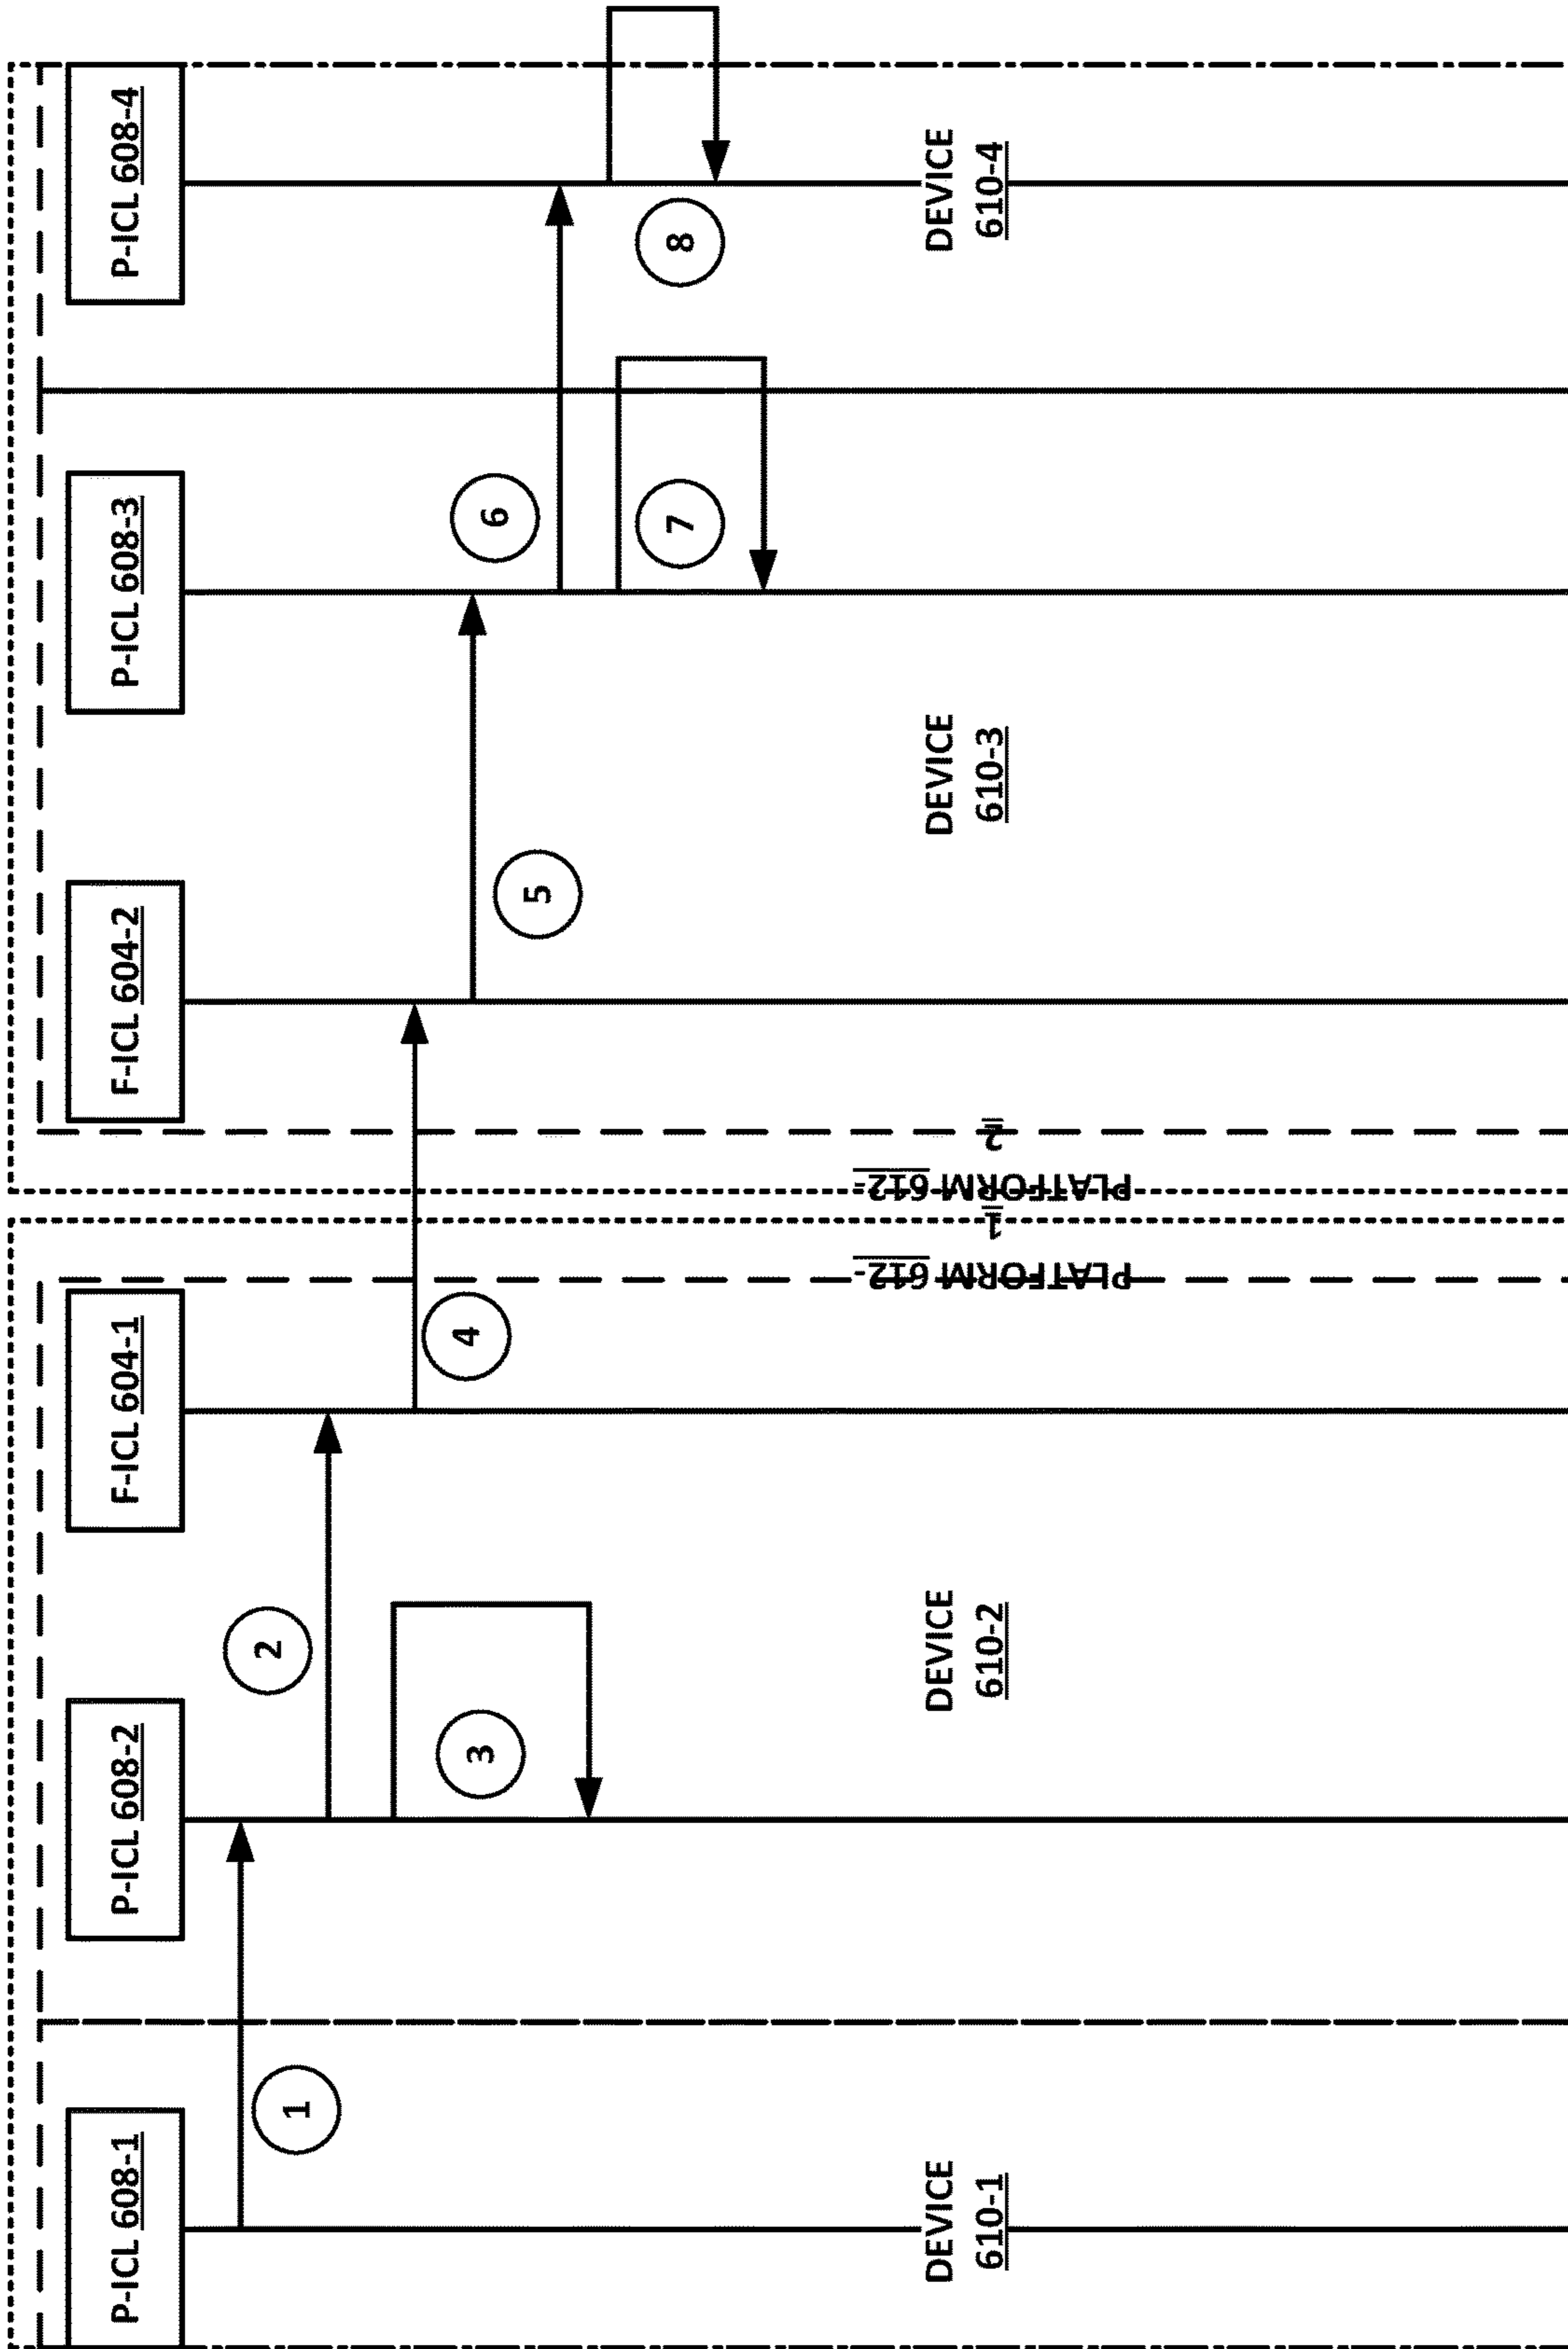 P-ICL 608-1
P-ICL 608-2
F-ICL 604-1
F-ICL 604-2
P-ICL 608-3
P-ICL 608-4
1
2
3
4
5
6
7
8
DEVICE
610-1
DEVICE
610-2
PLATFORM 612-
1
PLATFORM 612-
2
DEVICE
610-3
DEVICE
610-4